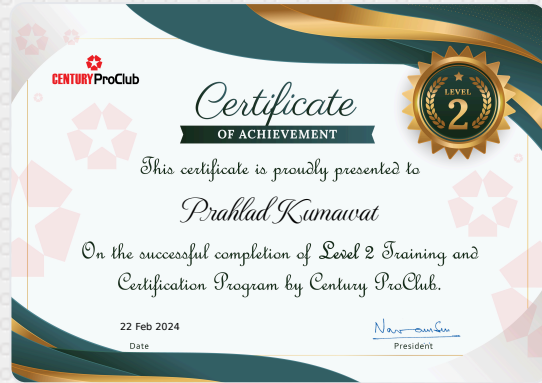 CENTURY ProClub
Certificate
OF ACHIEVEMENT
LEVEL
2
This certificate is proudly presented to
Prahlad Kumawat
On the successful completion of Level 2 Training and
Certification Program by Century ProClub.
22 Feb 2024
Date
President